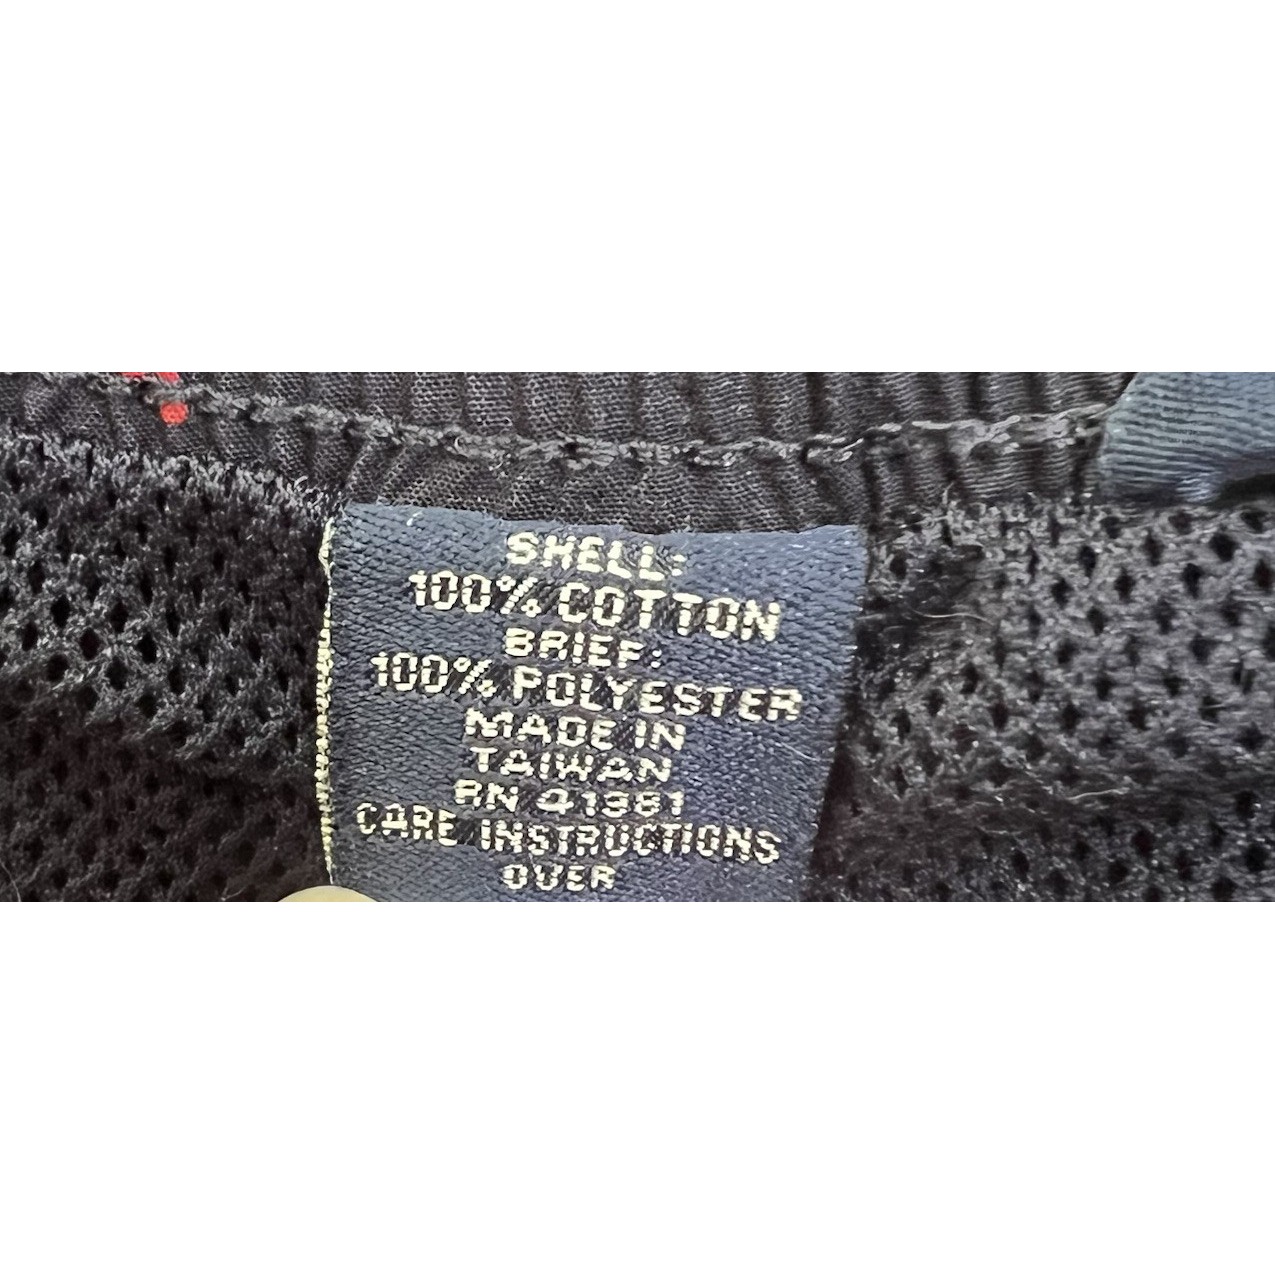 SHELL:
100% COTTON
BRIEF:
100% POLYESTER
MADE IN
TAIWAN
RN 41381
CARE INSTRUCTIONS
OVER